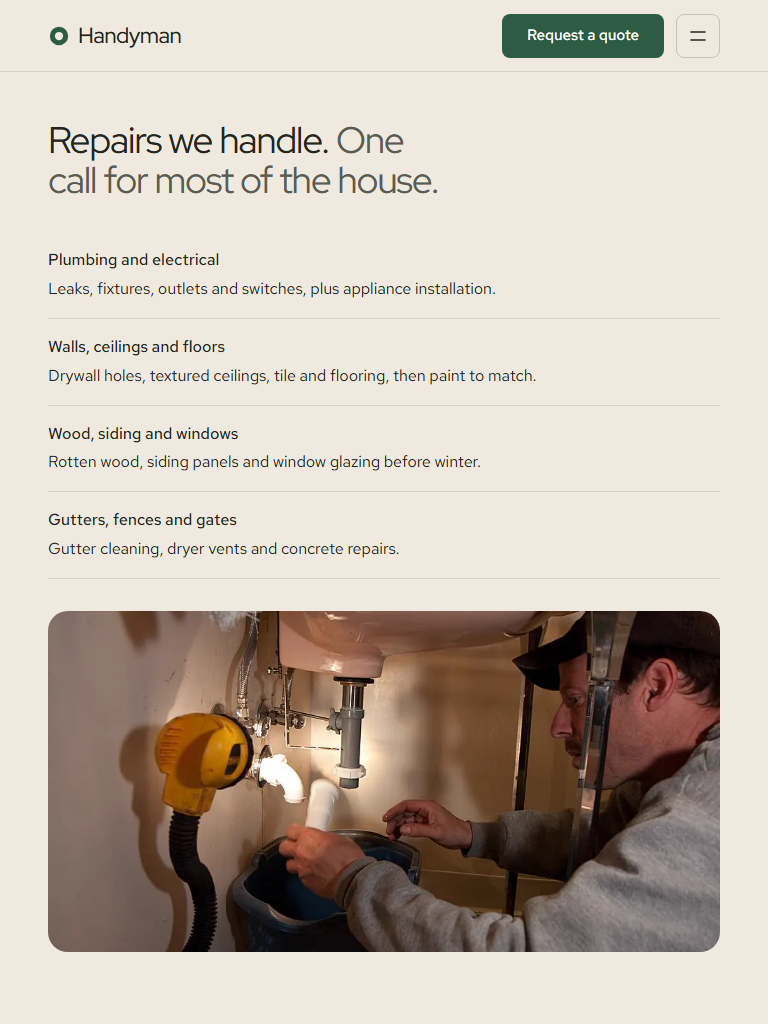 Handyman
Request a quote
Repairs we handle. One
call for most of the house.
Plumbing and electrical
Leaks, fixtures, outlets and switches, plus appliance installation.
Walls, ceilings and floors
Drywall holes, textured ceilings, tile and flooring, then paint to match.
Wood, siding and windows
Rotten wood, siding panels and window glazing before winter.
Gutters, fences and gates
Gutter cleaning, dryer vents and concrete repairs.